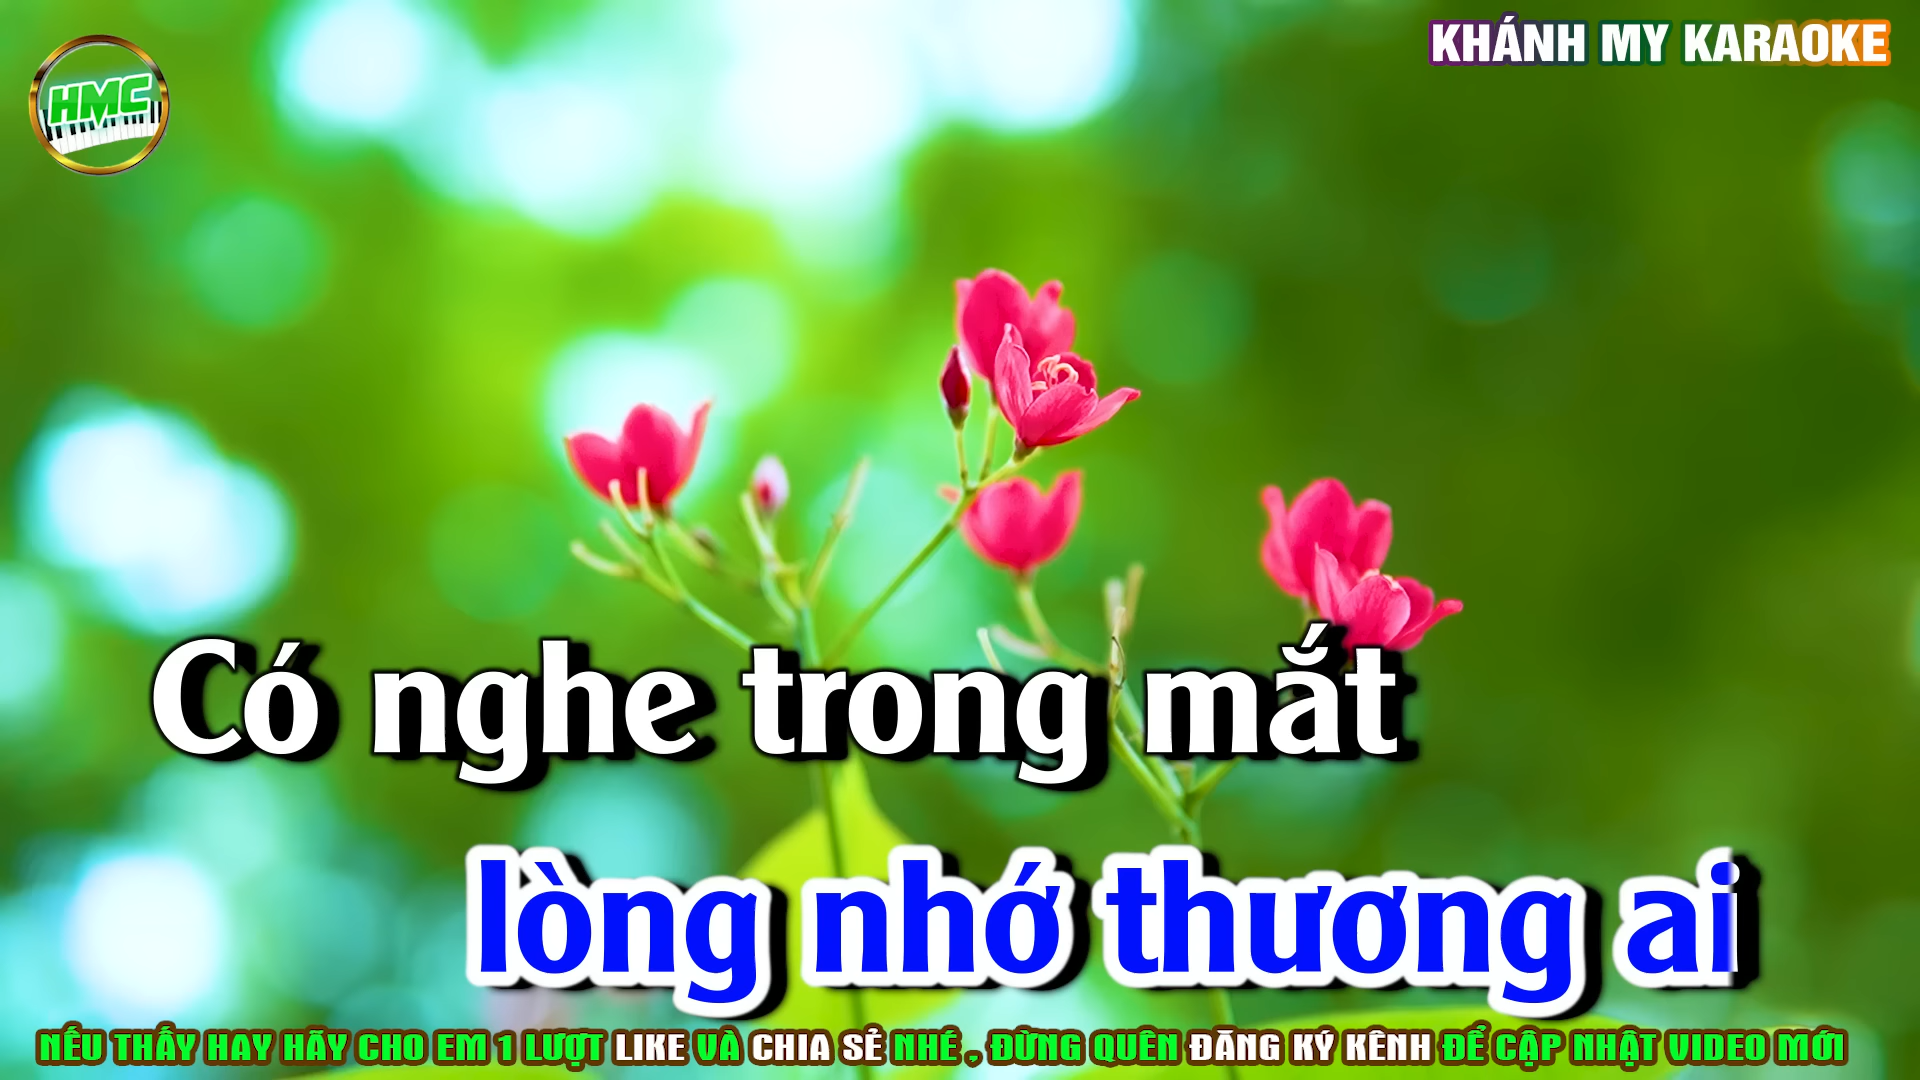 KHÁNH MY KARAOKE
HMC
Có nghe trong mắt
lòng nhớ thương ai
NẾU THẤY HAY HÃY CHO EM 1 LƯỢT LIKE VÀ CHIA SẺ NHÉ , ĐỪNG QUÊN ĐĂNG KÝ KÊNH ĐỂ CẬP NHẬT VIDEO MỚI